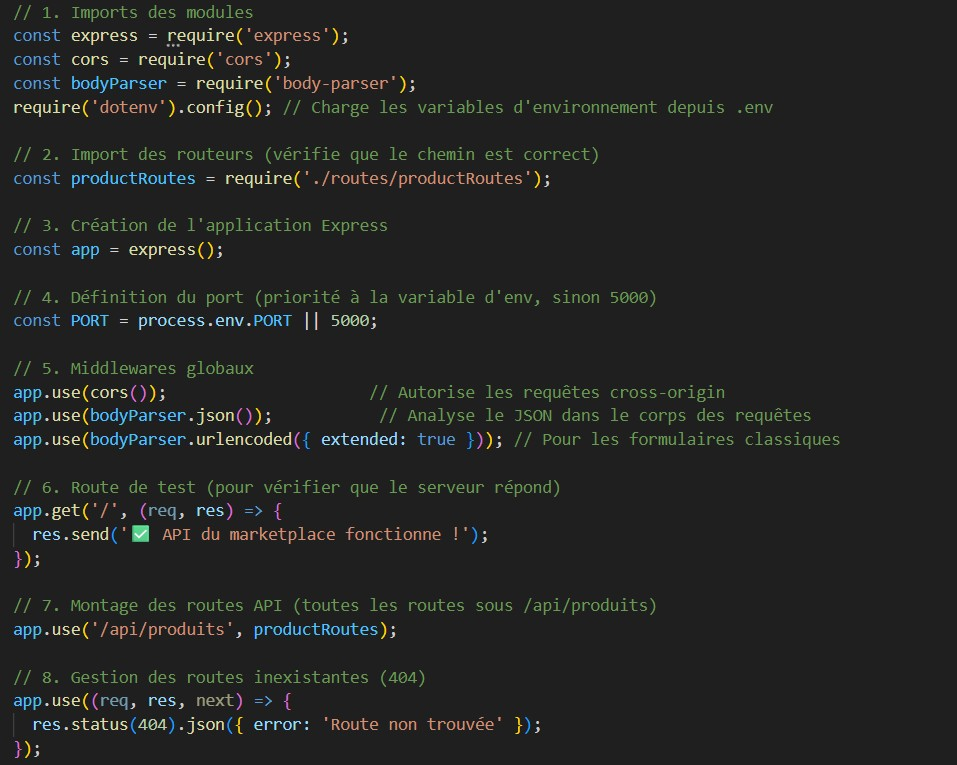 // 1. Imports des modules
const express = require('express');
const cors = require('cors');
const bodyParser = require('body-parser');
require('dotenv').config(); // Charge les variables d'environnement depuis .env
// 2. Import des routeurs (vérifie que le chemin est correct)
const productRoutes = require('./routes/productRoutes');
// 3. Création de l'application Express
const app = express();
// 4. Définition du port (priorité à la variable d'env, sinon 5000)
const PORT = process.env.PORT || 5000;
// 5. Middlewares globaux
app.use(cors());                     // Autorise les requêtes cross-origin
app.use(bodyParser.json());           // Analyse le JSON dans le corps des requêtes
app.use(bodyParser.urlencoded({ extended: true })); // Pour les formulaires classiques
// 6. Route de test (pour vérifier que le serveur répond)
app.get('/', (req, res) => {
  res.send('✅ API du marketplace fonctionne !');
});
// 7. Montage des routes API (toutes les routes sous /api/produits)
app.use('/api/produits', productRoutes);
// 8. Gestion des routes inexistantes (404)
app.use((req, res, next) => {
  res.status(404).json({ error: 'Route non trouvée' });
});